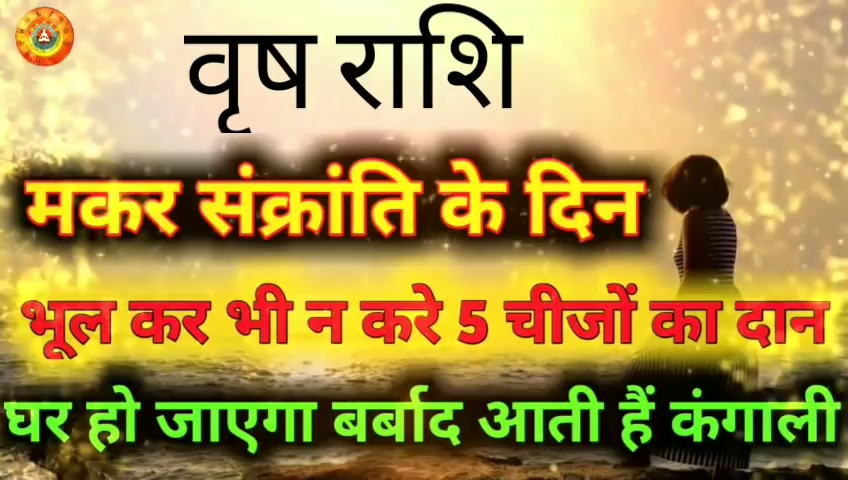 वृष राशि
मकर संक्रांति के दिन
भूल कर भी न करे 5 चीजों का दान
घर हो जाएगा बर्बाद आती हैं कंगाली